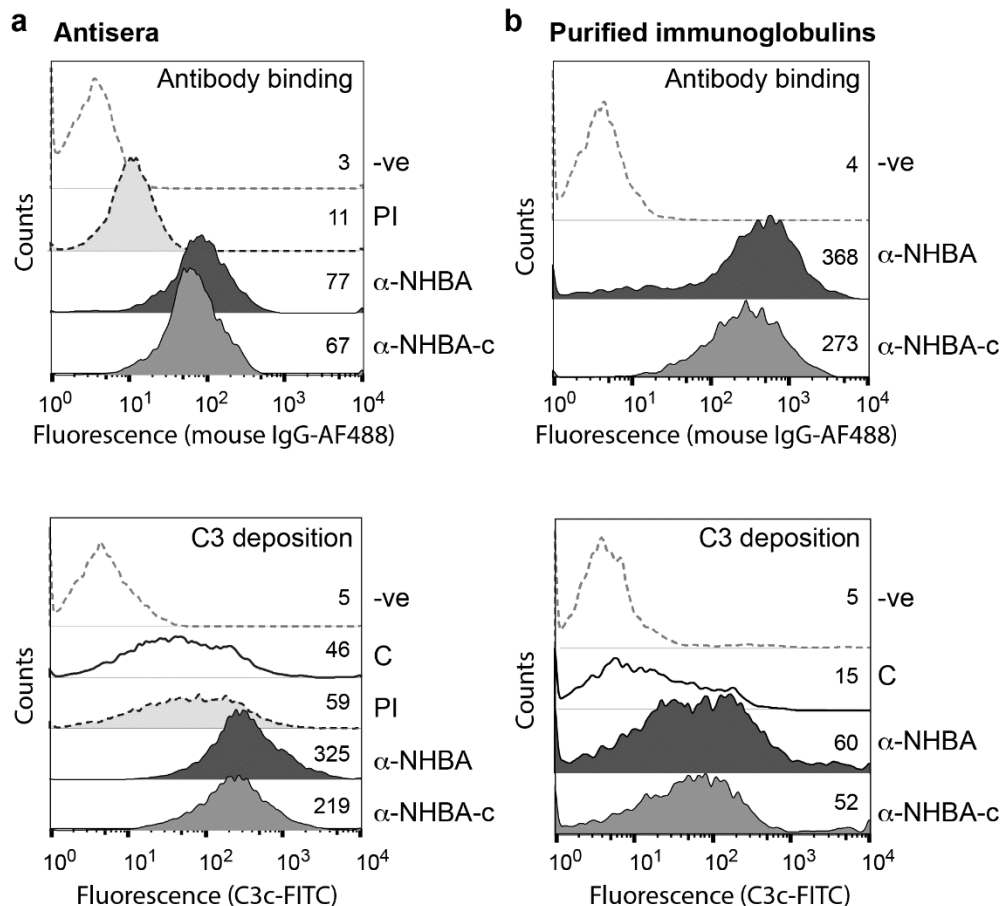 a Antisera
Antibody binding
3 -ve
11 PI
77 α-NHBA
67 α-NHBA-c
Counts
10⁰ 10¹ 10² 10³ 10⁴
Fluorescence (mouse IgG-AF488)
b Purified immunoglobulins
Antibody binding
4 -ve
368 α-NHBA
273 α-NHBA-c
Counts
10⁰ 10¹ 10² 10³ 10⁴
Fluorescence (mouse IgG-AF488)
C3 deposition
5 -ve
46 C
59 PI
325 α-NHBA
219 α-NHBA-c
Counts
10⁰ 10¹ 10² 10³ 10⁴
Fluorescence (C3c-FITC)
C3 deposition
5 -ve
15 C
60 α-NHBA
52 α-NHBA-c
Counts
10⁰ 10¹ 10² 10³ 10⁴
Fluorescence (C3c-FITC)